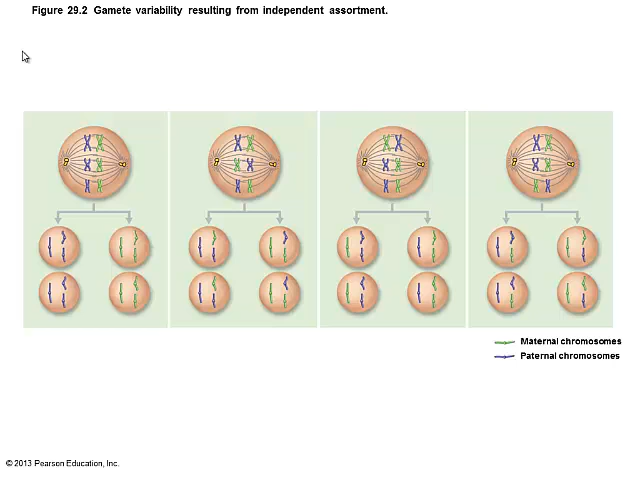 Figure 29.2 Gamete variability resulting from independent assortment.
Maternal chromosomes
Paternal chromosomes
© 2013 Pearson Education, Inc.